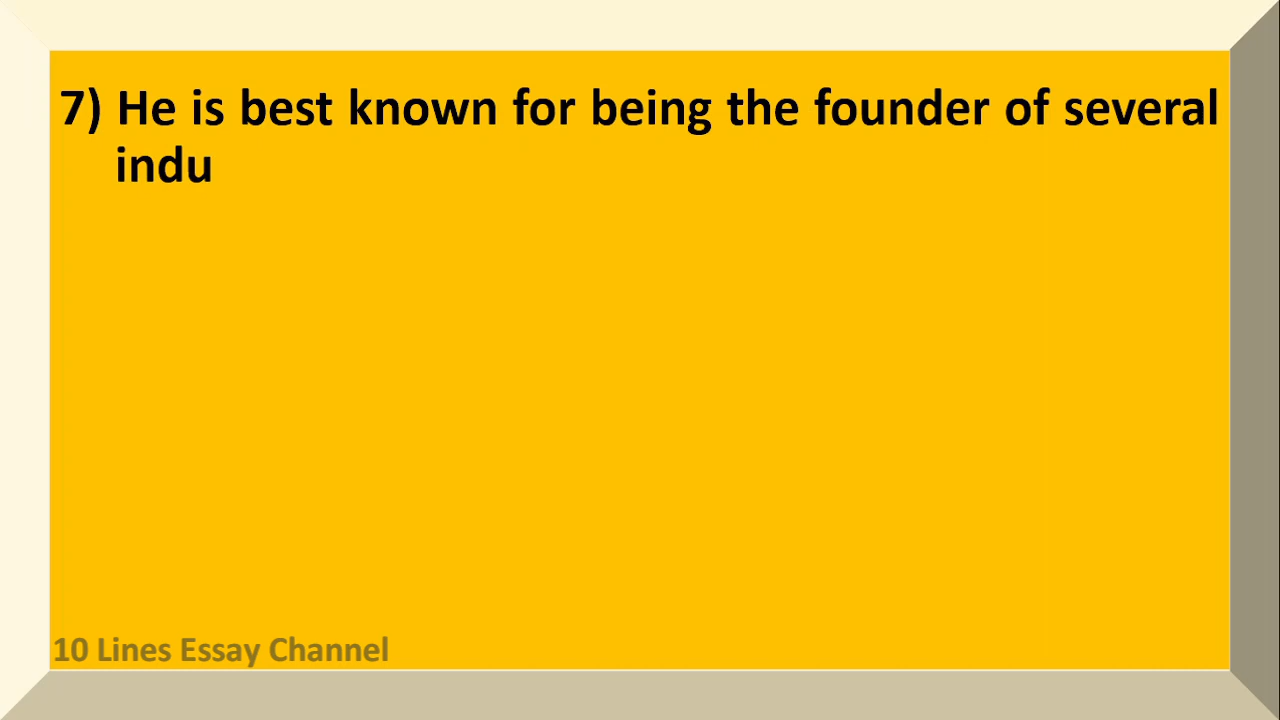 7) He is best known for being the founder of several
indu
10 Lines Essay Channel